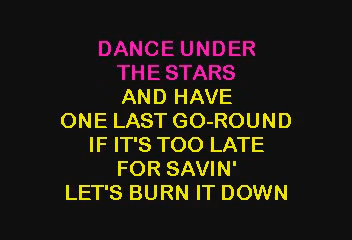 DANCE UNDER
THE STARS
AND HAVE
ONE LAST GO-ROUND
IF IT'S TOO LATE
FOR SAVIN'
LET'S BURN IT DOWN